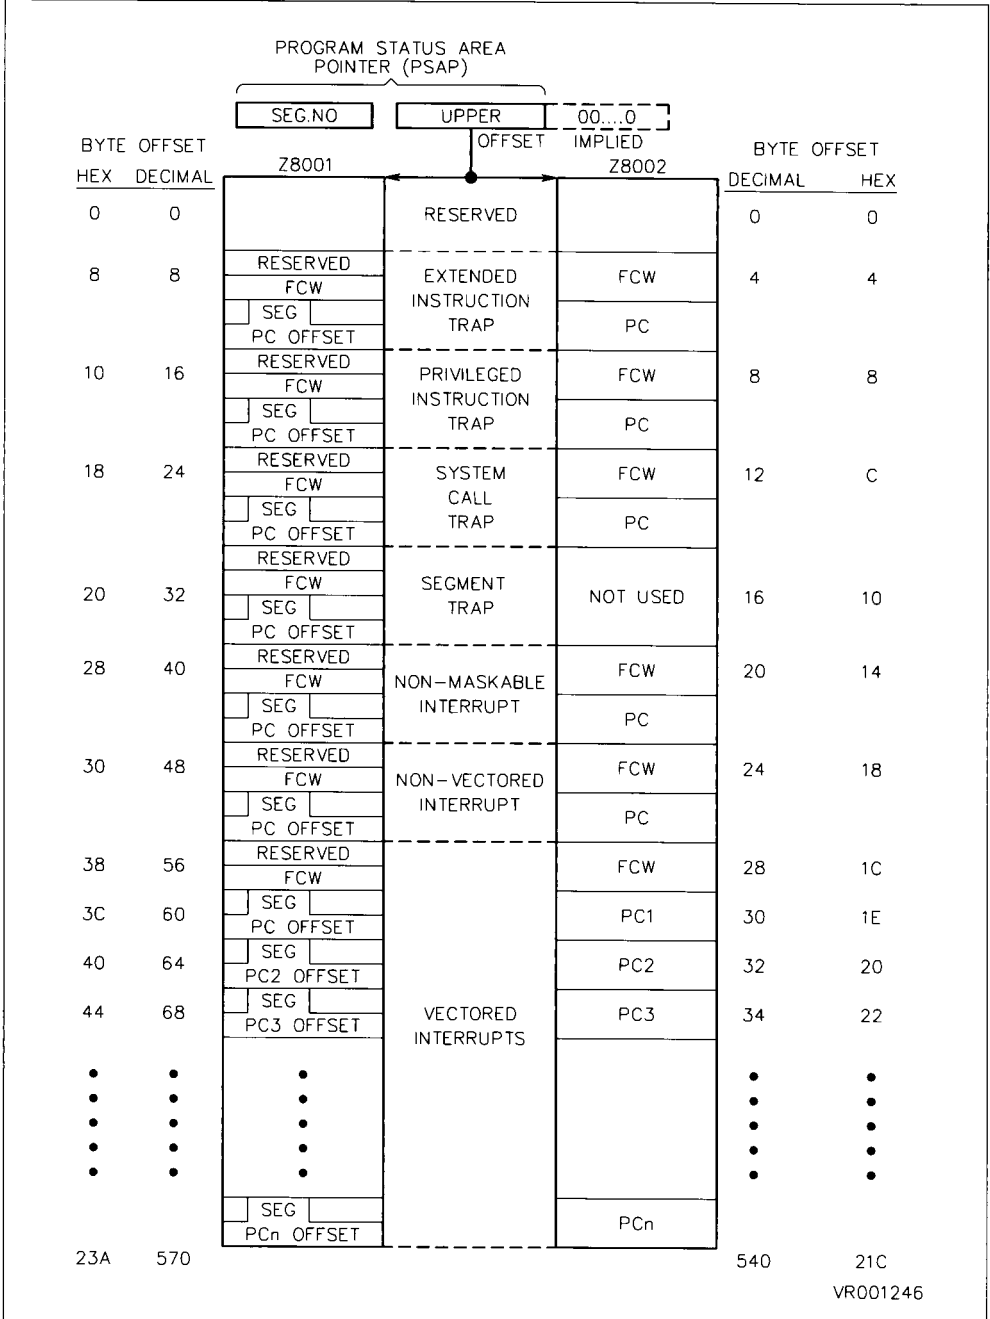 PROGRAM STATUS AREA
POINTER (PSAP)
SEG.NO UPPER 00....0
OFFSET IMPLIED
BYTE OFFSET Z8001 Z8002 BYTE OFFSET
HEX DECIMAL DECIMAL HEX
0 0 RESERVED 0 0
RESERVED
8 8 FCW EXTENDED FCW 4 4
SEG INSTRUCTION
PC OFFSET TRAP PC
RESERVED
10 16 FCW PRIVILEGED FCW 8 8
SEG INSTRUCTION
PC OFFSET TRAP PC
RESERVED
18 24 FCW SYSTEM FCW 12 C
SEG CALL
PC OFFSET TRAP PC
RESERVED
FCW SEGMENT
20 32 SEG TRAP NOT USED 16 10
PC OFFSET
RESERVED
28 40 FCW NON-MASKABLE FCW 20 14
SEG INTERRUPT
PC OFFSET PC
RESERVED
30 48 FCW NON-VECTORED FCW 24 18
SEG INTERRUPT
PC OFFSET PC
RESERVED
38 56 FCW FCW 28 1C
SEG
3C 60 PC OFFSET PC1 30 1E
SEG
40 64 PC2 OFFSET PC2 32 20
SEG
44 68 PC3 OFFSET VECTORED PC3 34 22
INTERRUPTS
SEG
PCn OFFSET PCn
23A 570 540 21C
VR001246